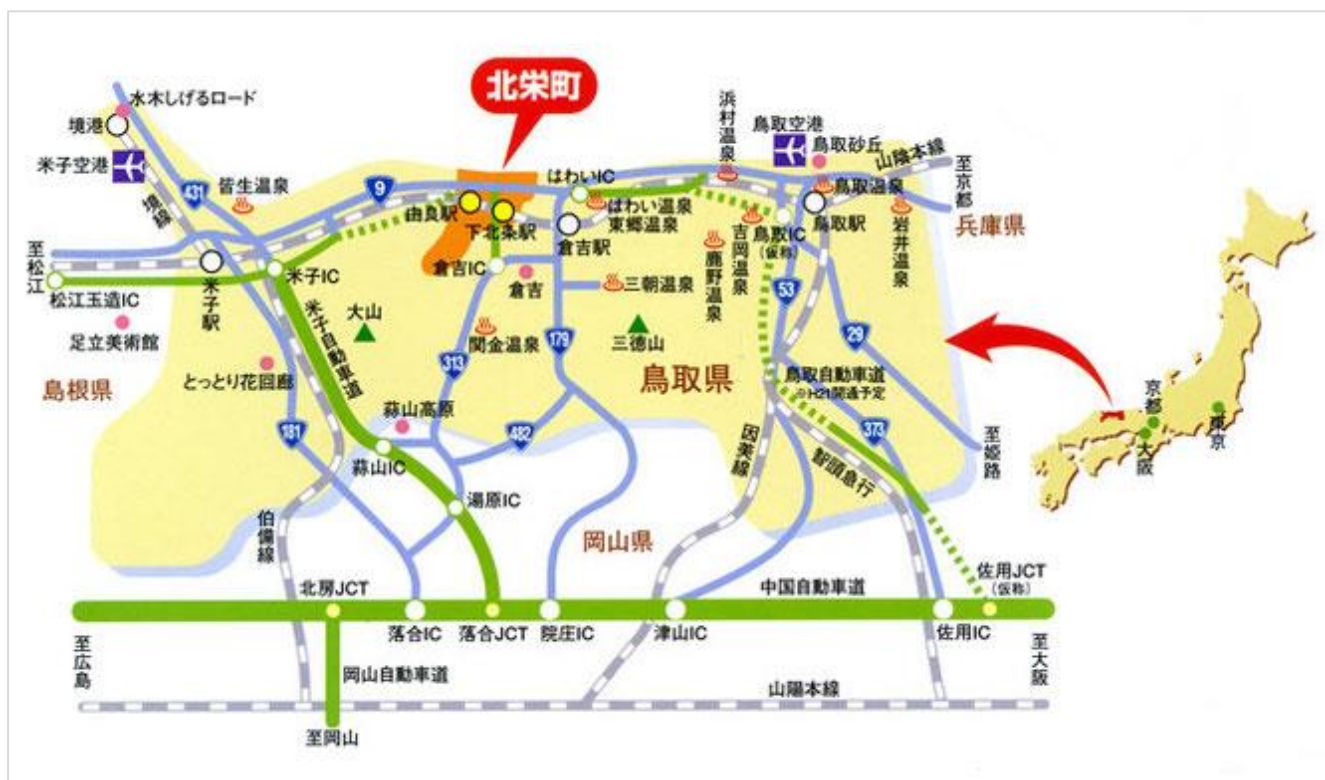 北栄町
水木しげるロード
境港
米子空港
431
皆生温泉
9
境線
由良駅
下北条駅
はわいIC
はわい温泉
東郷温泉
倉吉駅
浜村温泉
鳥取空港
鳥取砂丘
山陰本線
至京都
鳥取温泉
鳥取駅
岩井温泉
兵庫県
吉岡温泉
鳥取IC
(仮称)
鹿野温泉
至松江
松江玉造IC
米子駅
米子IC
倉吉IC
倉吉
三朝温泉
53
足立美術館
米子自動車道
大山
関金温泉
313
179
三徳山
29
島根県
とっとり花回廊
鳥取県
鳥取自動車道
※H21開通予定
蒜山高原
181
482
373
蒜山IC
因美線
智頭急行
至姫路
湯原IC
伯備線
岡山県
北房JCT
中国自動車道
佐用JCT
(仮称)
落合IC
落合JCT
院庄IC
津山IC
佐用IC
至広島
至大阪
岡山自動車道
山陽本線
至岡山
京都
大阪
東京